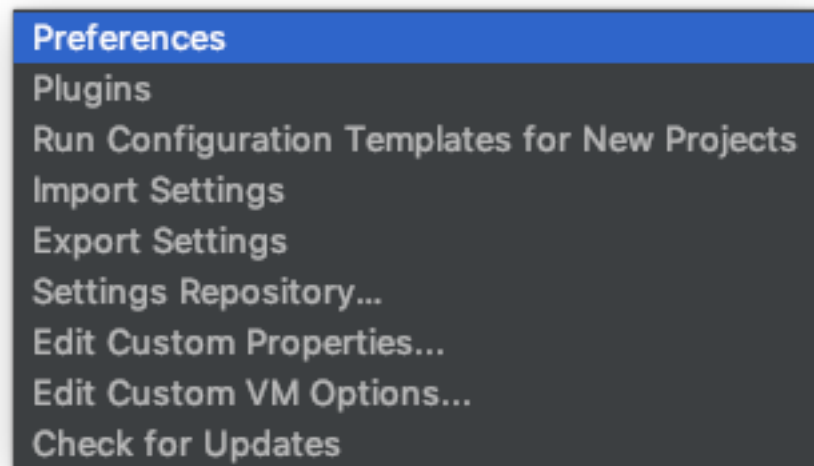 Preferences
Plugins
Run Configuration Templates for New Projects
Import Settings
Export Settings
Settings Repository...
Edit Custom Properties...
Edit Custom VM Options...
Check for Updates